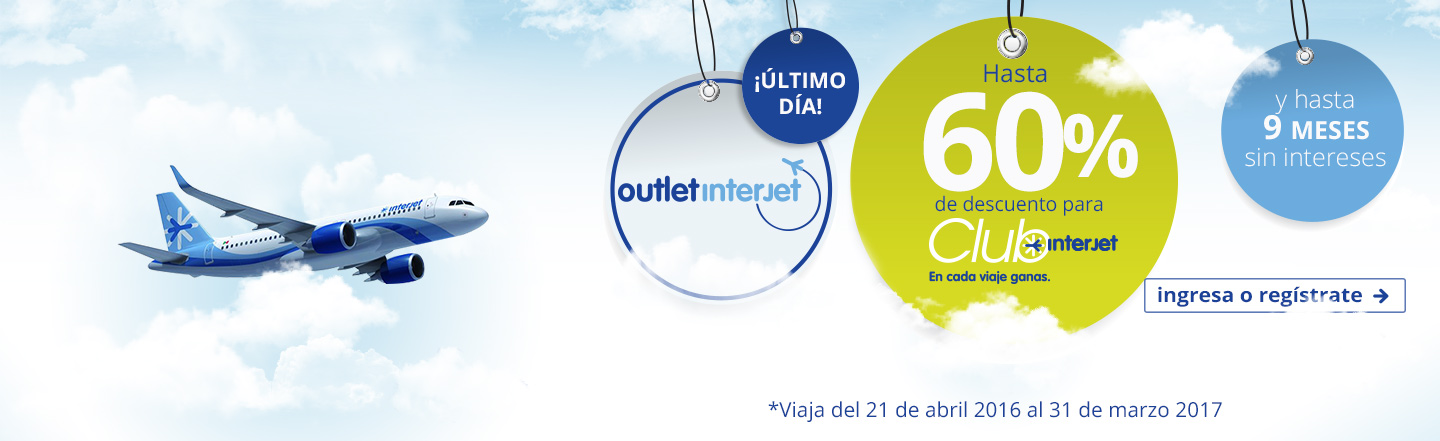 interjet
outlet interjet
¡ÚLTIMO
DÍA!
Hasta
60%
de descuento para
Club interjet
En cada viaje ganas.
y hasta
9 MESES
sin intereses
ingresa o regístrate
*Viaja del 21 de abril 2016 al 31 de marzo 2017